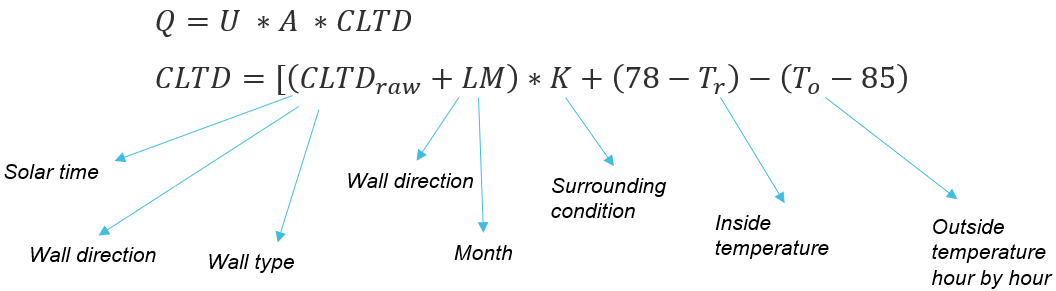 Q = U * A * CLTD
CLTD = [(CLTD_raw + LM) * K + (78 − T_r) − (T_o − 85)
Solar time
Wall direction
Wall type
Wall direction
Month
Surrounding
condition
Inside
temperature
Outside
temperature
hour by hour